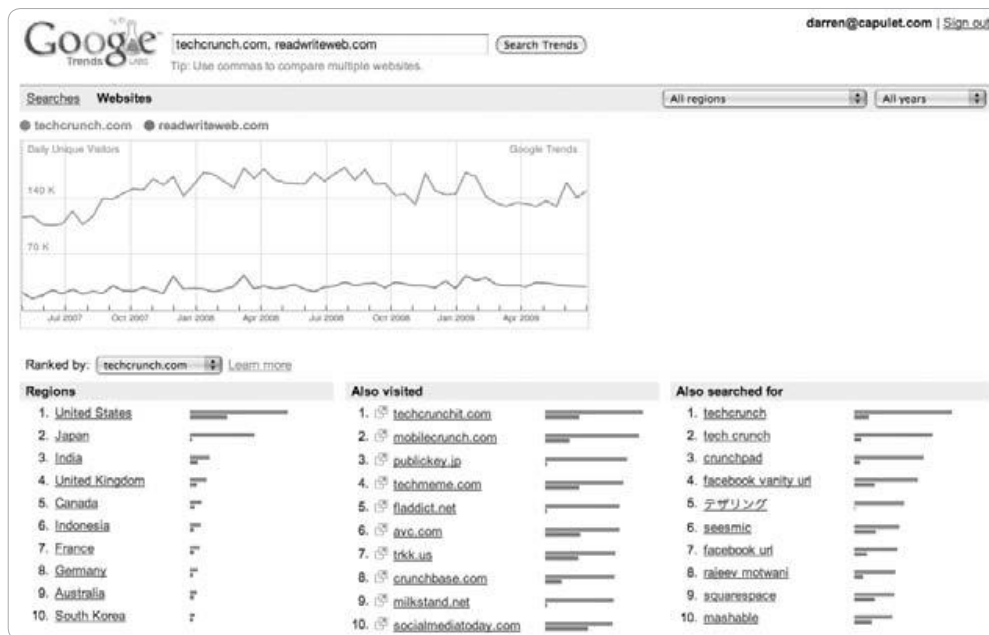 darren@capulet.com | Sign out
Google Trends LABS
techcrunch.com, readwriteweb.com
Search Trends
Tip: Use commas to compare multiple websites.
Searches Websites
All regions
All years
techcrunch.com readwriteweb.com
Daily Unique Visitors
Google Trends
140 K
70 K
Jul 2007 Oct 2007 Jan 2008 Apr 2008 Jul 2008 Oct 2008 Jan 2009 Apr 2009
Ranked by: techcrunch.com Learn more
Regions
1. United States
2. Japan
3. India
4. United Kingdom
5. Canada
6. Indonesia
7. France
8. Germany
9. Australia
10. South Korea
Also visited
1. techcrunchit.com
2. mobilecrunch.com
3. publickey.jp
4. techmeme.com
5. fladdict.net
6. avc.com
7. trkk.us
8. crunchbase.com
9. milkstand.net
10. socialmediatoday.com
Also searched for
1. techcrunch
2. tech crunch
3. crunchpad
4. facebook vanity url
5. テザリング
6. seesmic
7. facebook url
8. rajeev motwani
9. squarespace
10. mashable